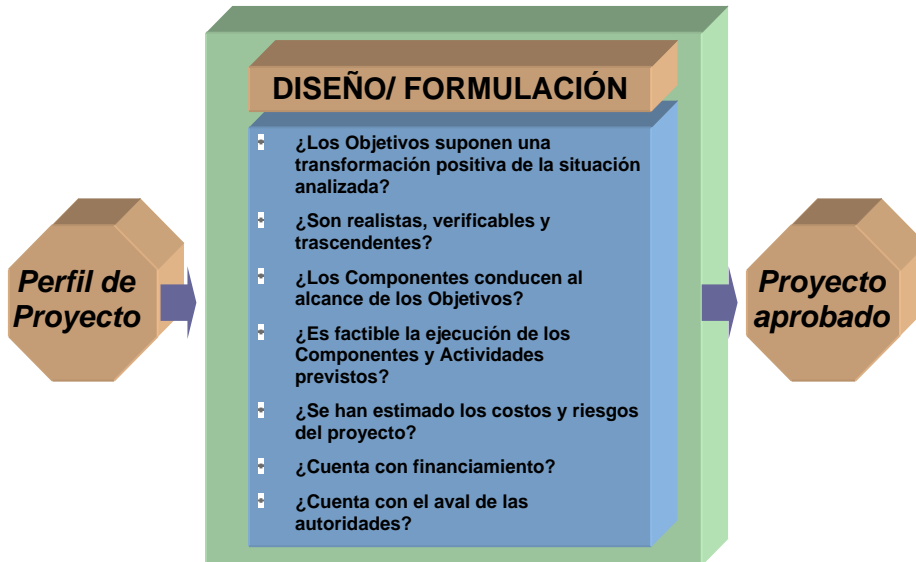 DISEÑO/ FORMULACIÓN
¿Los Objetivos suponen una
transformación positiva de la situación
analizada?
¿Son realistas, verificables y
trascendentes?
¿Los Componentes conducen al
alcance de los Objetivos?
¿Es factible la ejecución de los
Componentes y Actividades
previstos?
¿Se han estimado los costos y riesgos
del proyecto?
¿Cuenta con financiamiento?
¿Cuenta con el aval de las
autoridades?
Perfil de
Proyecto
Proyecto
aprobado